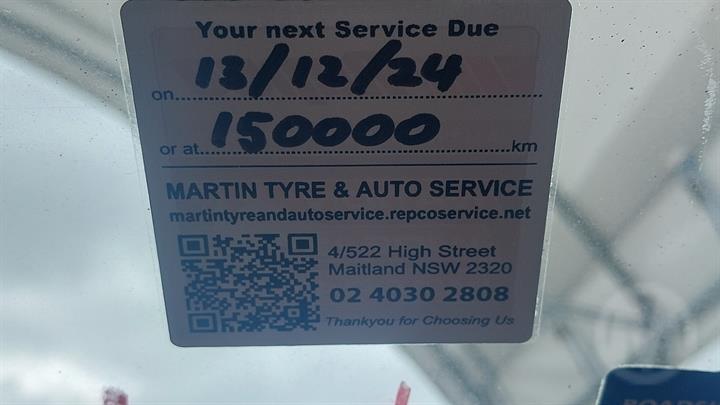 Your next Service Due
on 13/12/24
or at 150000 km
MARTIN TYRE & AUTO SERVICE
martintyreandautoservice.repcoservice.net
4/522 High Street
Maitland NSW 2320
02 4030 2808
Thankyou for Choosing Us